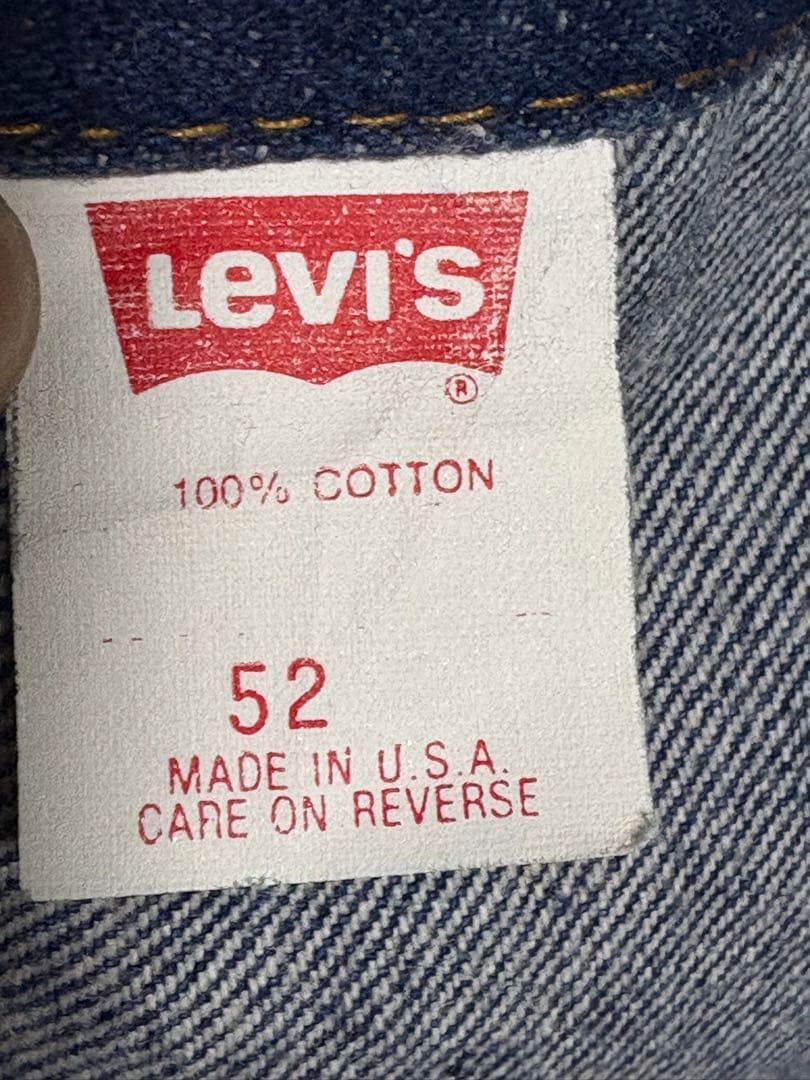 Levi's
®
100% COTTON
52
MADE IN U.S.A.
CARE ON REVERSE